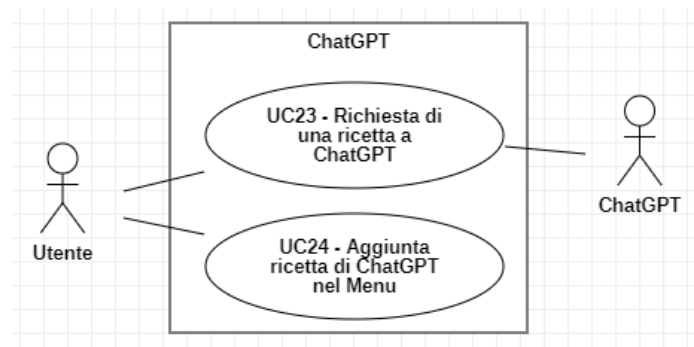 ChatGPT
UC23 - Richiesta di
una ricetta a
ChatGPT
ChatGPT
Utente
UC24 - Aggiunta
ricetta di ChatGPT
nel Menu